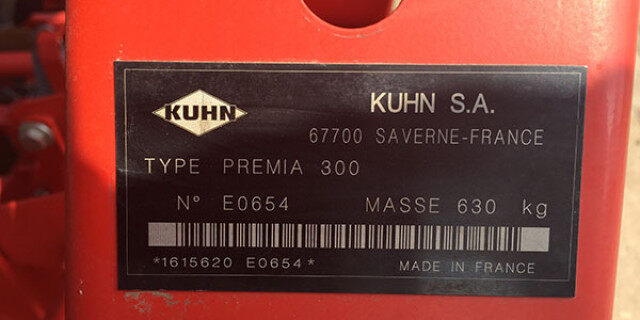 KUHN
KUHN S.A.
67700 SAVERNE-FRANCE
TYPE PREMIA 300
N° E0654 MASSE 630 kg
*1615620 E0654*
MADE IN FRANCE